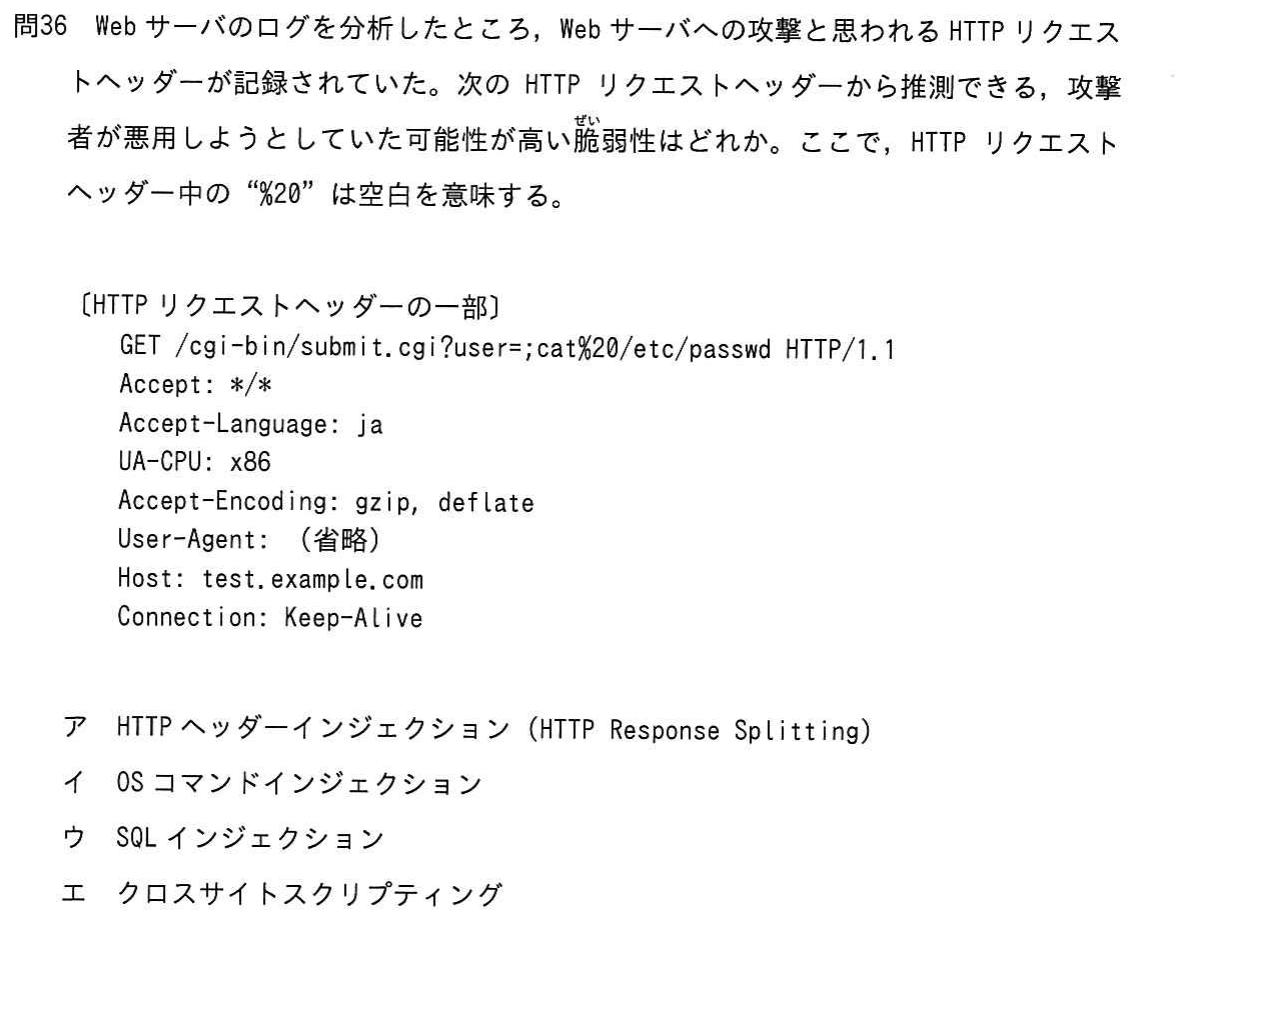 問36 Web サーバのログを分析したところ，Web サーバへの攻撃と思われる HTTP リクエス
トヘッダーが記録されていた。次の HTTP リクエストヘッダーから推測できる，攻撃
ぜい
者が悪用しようとしていた可能性が高い脆弱性はどれか。ここで，HTTP リクエスト
ヘッダー中の “%20” は空白を意味する。
〔HTTP リクエストヘッダーの一部〕
GET /cgi-bin/submit.cgi?user=;cat%20/etc/passwd HTTP/1.1
Accept: */*
Accept-Language: ja
UA-CPU: x86
Accept-Encoding: gzip, deflate
User-Agent: （省略）
Host: test.example.com
Connection: Keep-Alive
ア HTTP ヘッダーインジェクション (HTTP Response Splitting)
イ OS コマンドインジェクション
ウ SQL インジェクション
エ クロスサイトスクリプティング